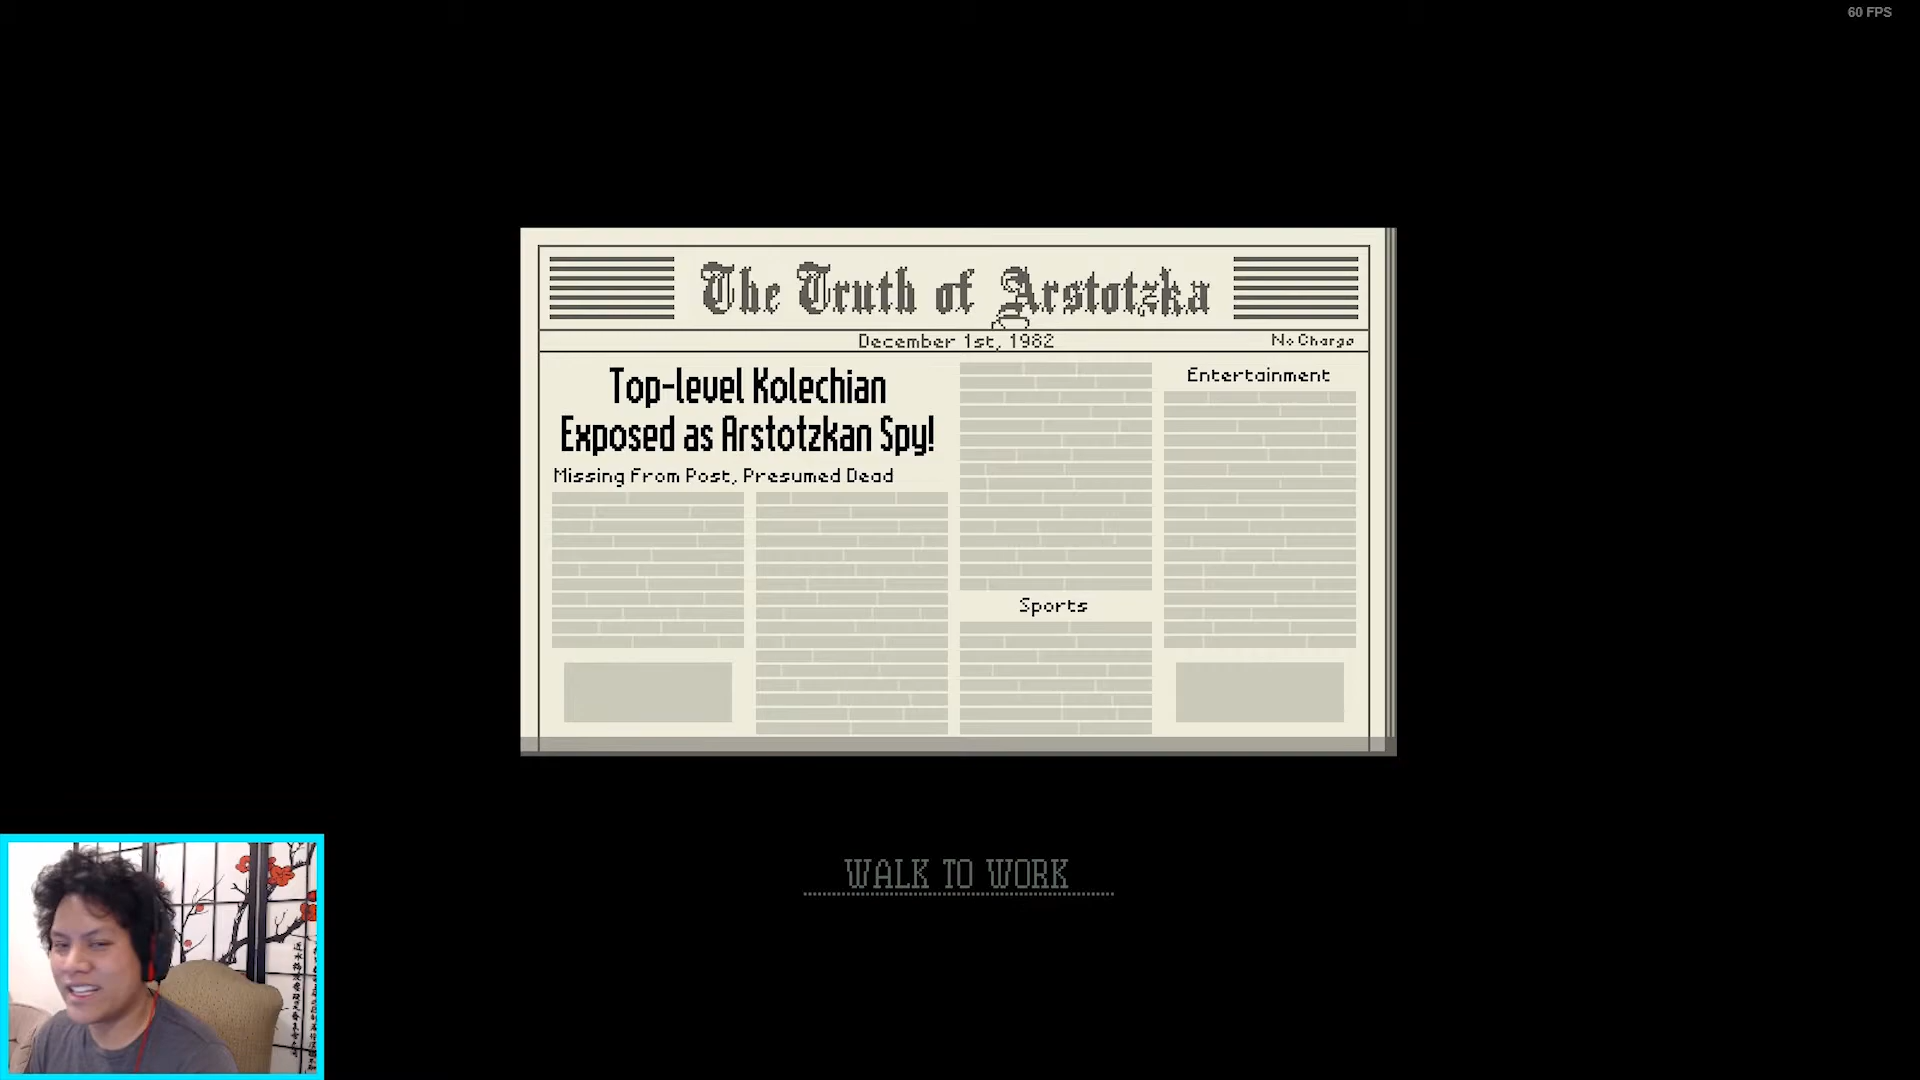 60 FPS
The Truth of Arstotzka
December 1st, 1982
No Charge
Top-level Kolechian
Exposed as Arstotzkan Spy!
Missing From Post, Presumed Dead
Entertainment
Sports
WALK TO WORK